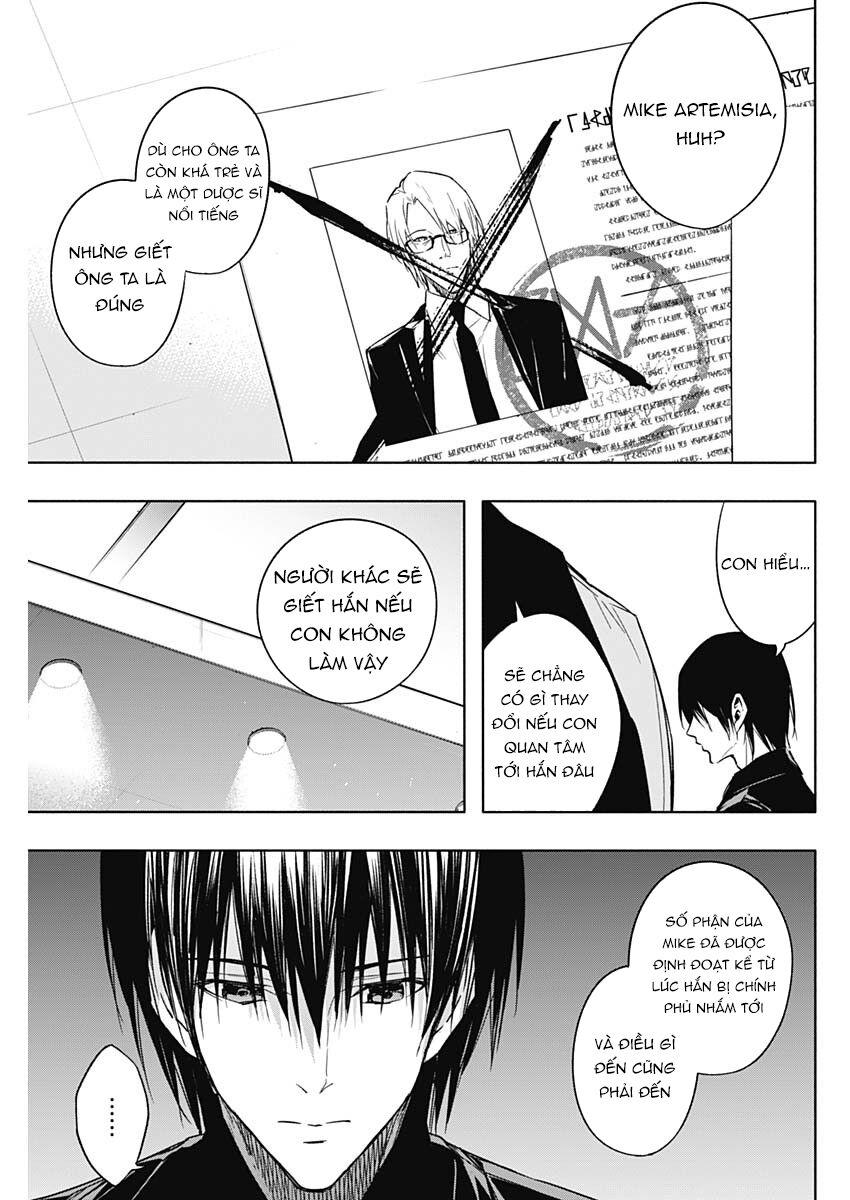 MIKE ARTEMISIA,
HUH?
DÙ CHO ÔNG TA
CÒN KHÁ TRẺ VÀ
LÀ MỘT DƯỢC SĨ
NỔI TIẾNG
NHƯNG GIẾT
ÔNG TA LÀ
ĐÚNG
CON HIỂU...
SẼ CHẲNG
CÓ GÌ THAY
ĐỔI NẾU CON
QUAN TÂM
TỚI HẮN ĐÂU
NGƯỜI KHÁC SẼ
GIẾT HẮN NẾU
CON KHÔNG
LÀM VẬY
SỐ PHẬN CỦA
MIKE ĐÃ ĐƯỢC
ĐỊNH ĐOẠT KỂ TỪ
LÚC HẮN BỊ CHÍNH
PHỦ NHẮM TỚI
VÀ ĐIỀU GÌ
ĐẾN CŨNG
PHẢI ĐẾN
......